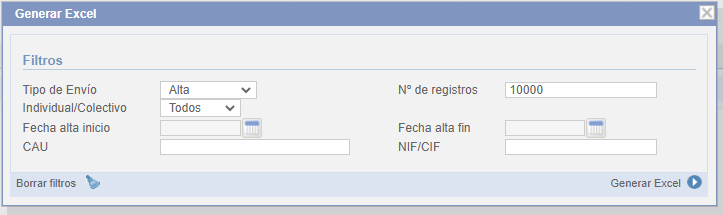 Generar Excel
Filtros
Tipo de Envío Alta Nº de registros 10000
Individual/Colectivo Todos
Fecha alta inicio Fecha alta fin
CAU NIF/CIF
Borrar filtros Generar Excel